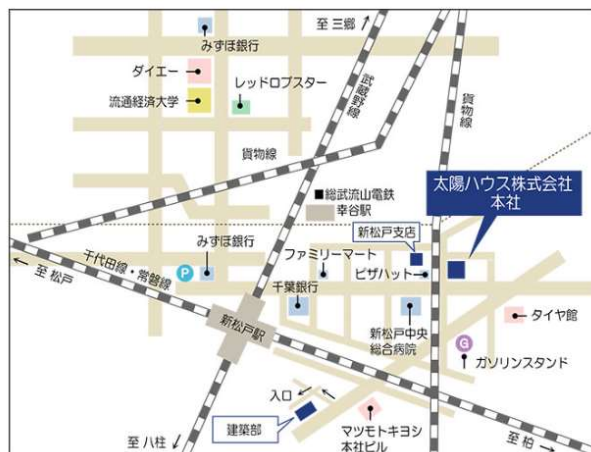 至 三郷
みずほ銀行
ダイエー
流通経済大学
レッドロブスター
武蔵野線
貨物線
貨物線
太陽ハウス株式会社
本社
■総武流山電鉄
幸谷駅
新松戸支店
みずほ銀行
ファミリーマート
ピザハット
千代田線・常磐線
P
至 松戸
千葉銀行
新松戸駅
新松戸中央
総合病院
タイヤ館
G
ガソリンスタンド
入口
建築部
マツモトキヨシ
本社ビル
至 八柱
至 柏